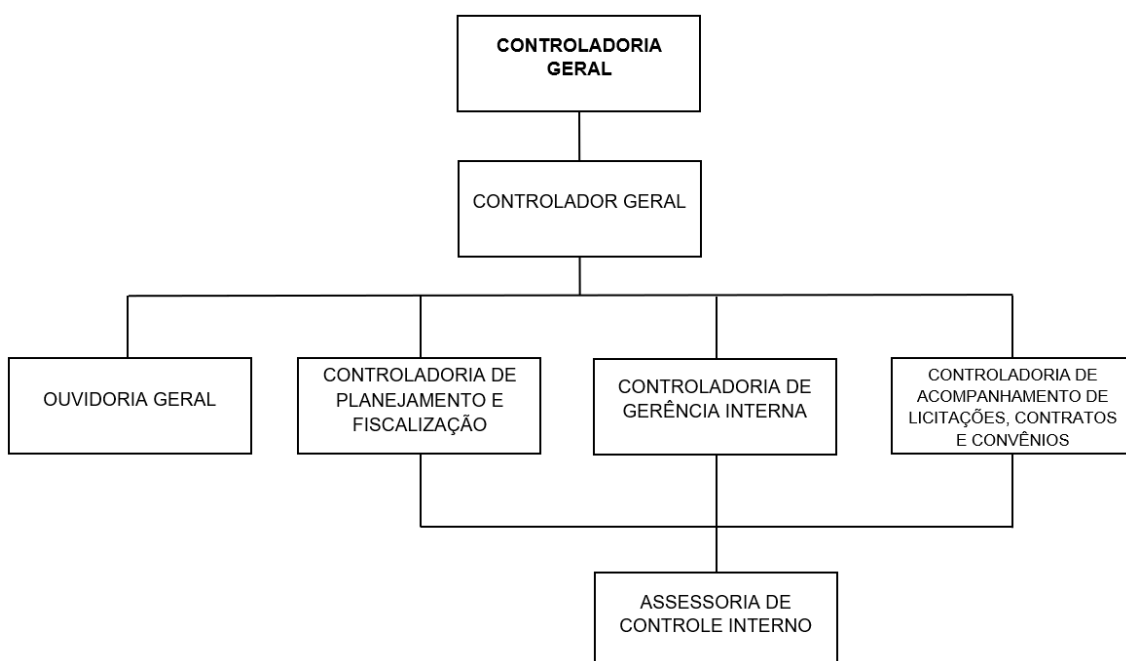 CONTROLADORIA
GERAL
CONTROLADOR GERAL
OUVIDORIA GERAL
CONTROLADORIA DE
PLANEJAMENTO E
FISCALIZAÇÃO
CONTROLADORIA DE
GERÊNCIA INTERNA
CONTROLADORIA DE
ACOMPANHAMENTO DE
LICITAÇÕES, CONTRATOS
E CONVÊNIOS
ASSESSORIA DE
CONTROLE INTERNO